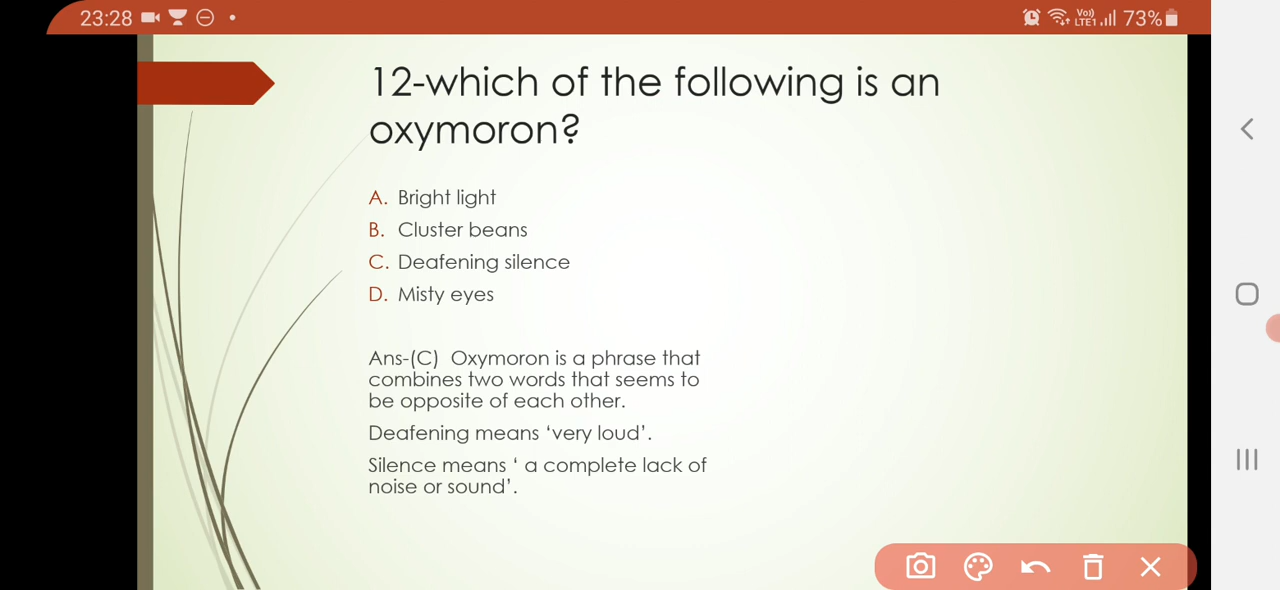 23:28 Vo) LTE1 73%
12-which of the following is an
oxymoron?
A. Bright light
B. Cluster beans
C. Deafening silence
D. Misty eyes
Ans-(C) Oxymoron is a phrase that
combines two words that seems to
be opposite of each other.
Deafening means ‘very loud’.
Silence means ‘ a complete lack of
noise or sound’.